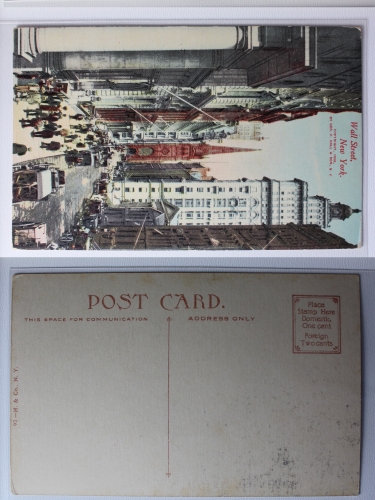 Wall Street,
New York.
POST CARD.
THIS SPACE FOR COMMUNICATION
ADDRESS ONLY
Place
Stamp Here
Domestic
One cent
Foreign
Two cents